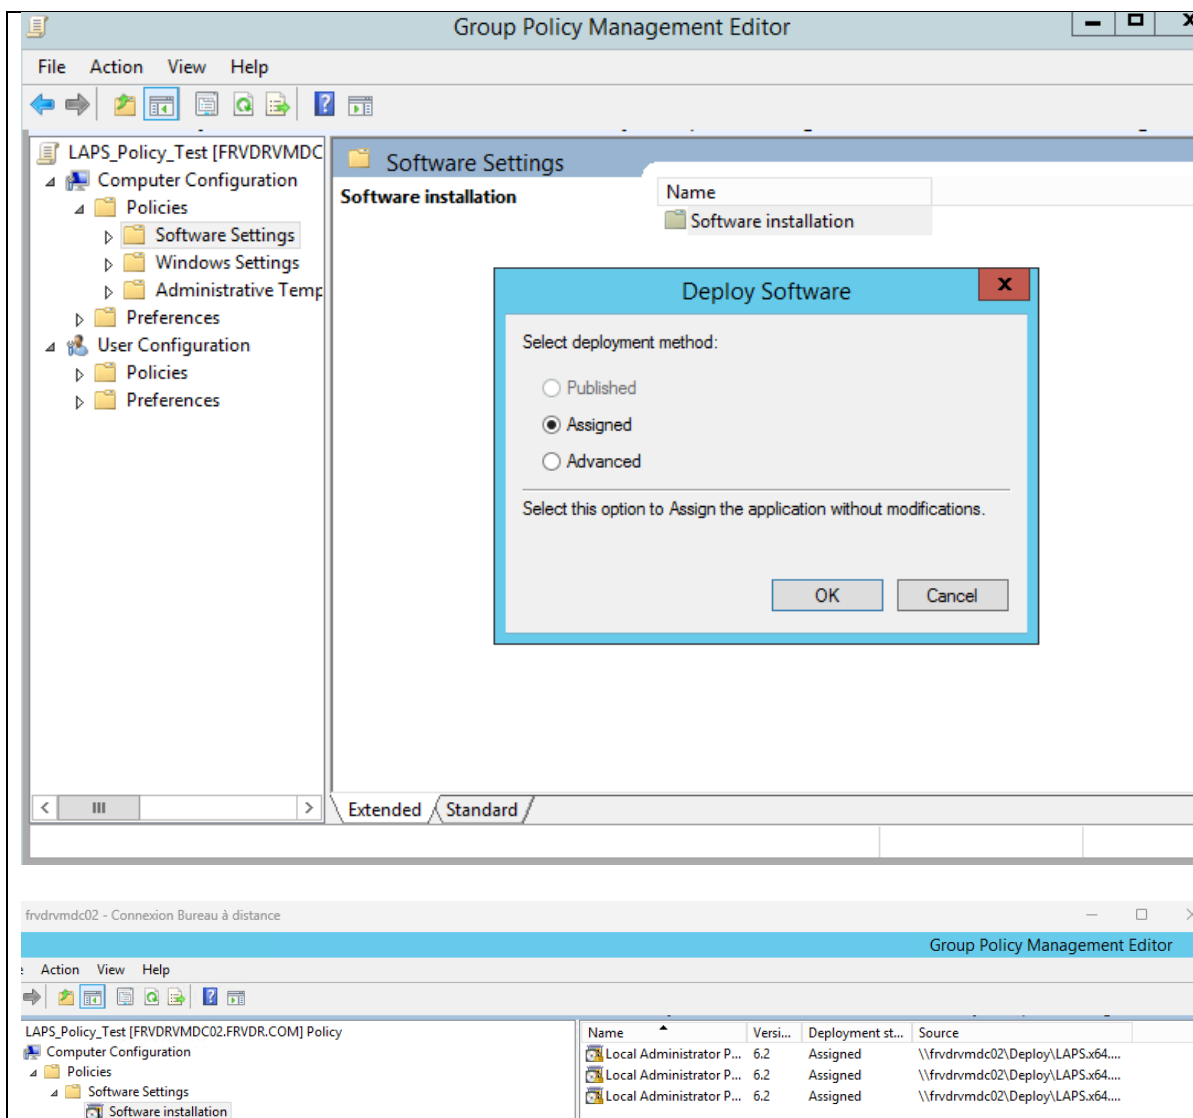 Group Policy Management Editor
File Action View Help
LAPS_Policy_Test [FRVDRVMDC
Computer Configuration
Policies
Software Settings
Windows Settings
Administrative Temp
Preferences
User Configuration
Policies
Preferences
Software Settings
Software installation
Name
Software installation
Deploy Software
Select deployment method:
Published
Assigned
Advanced
Select this option to Assign the application without modifications.
OK Cancel
Extended Standard
frvdrvmdc02 - Connexion Bureau à distance
Group Policy Management Editor
Action View Help
LAPS_Policy_Test [FRVDRVMDC02.FRVDR.COM] Policy
Computer Configuration
Policies
Software Settings
Software installation
Name Versi... Deployment st... Source
Local Administrator P... 6.2 Assigned \\frvdrvmdc02\Deploy\LAPS.x64....
Local Administrator P... 6.2 Assigned \\frvdrvmdc02\Deploy\LAPS.x64....
Local Administrator P... 6.2 Assigned \\frvdrvmdc02\Deploy\LAPS.x64....